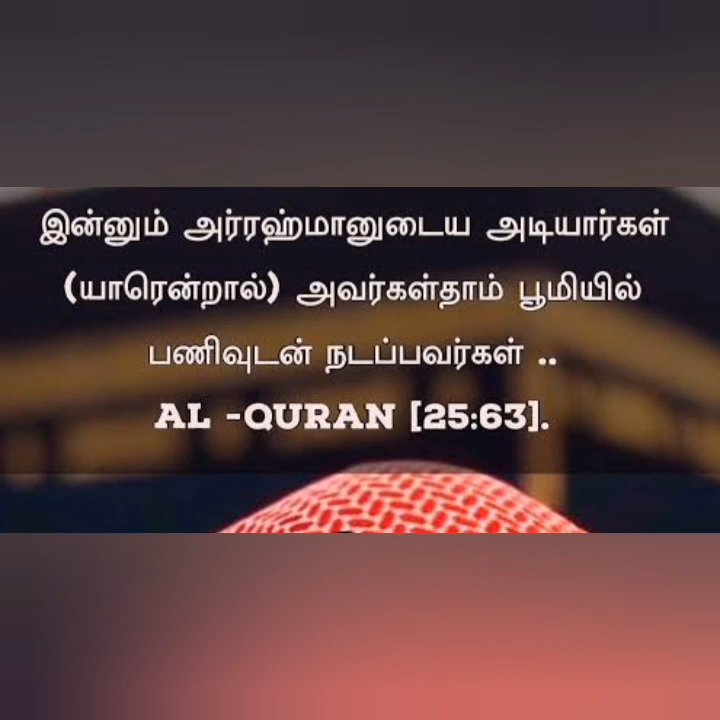 இன்னும் அர்ரஹ்மானுடைய அடியார்கள்
(யாரென்றால்) அவர்கள்தாம் பூமியில்
பணிவுடன் நடப்பவர்கள் ..
AL -QURAN [25:63].